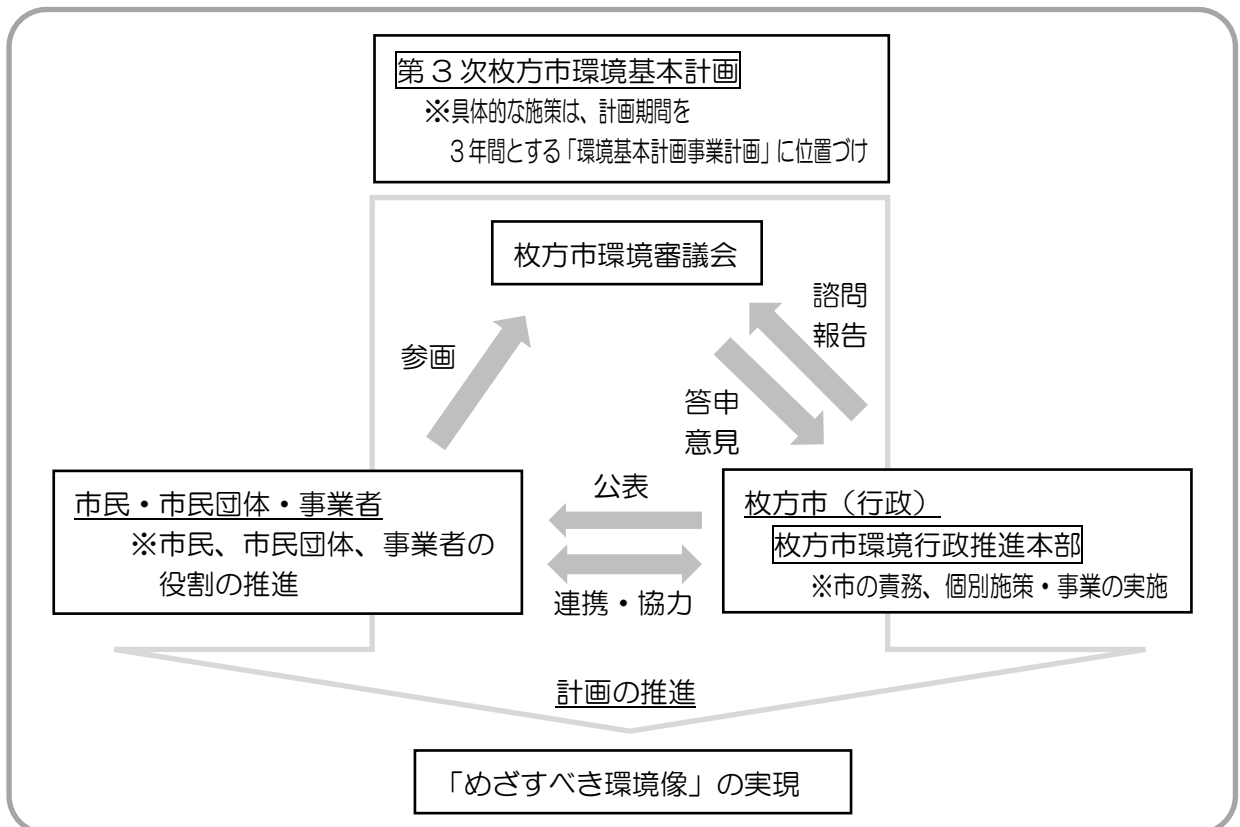 第3次枚方市環境基本計画
※具体的な施策は、計画期間を
3年間とする「環境基本計画事業計画」に位置づけ
枚方市環境審議会
諮問
報告
参画
答申
意見
市民・市民団体・事業者
※市民、市民団体、事業者の
役割の推進
公表
連携・協力
枚方市（行政）
枚方市環境行政推進本部
※市の責務、個別施策・事業の実施
計画の推進
「めざすべき環境像」の実現